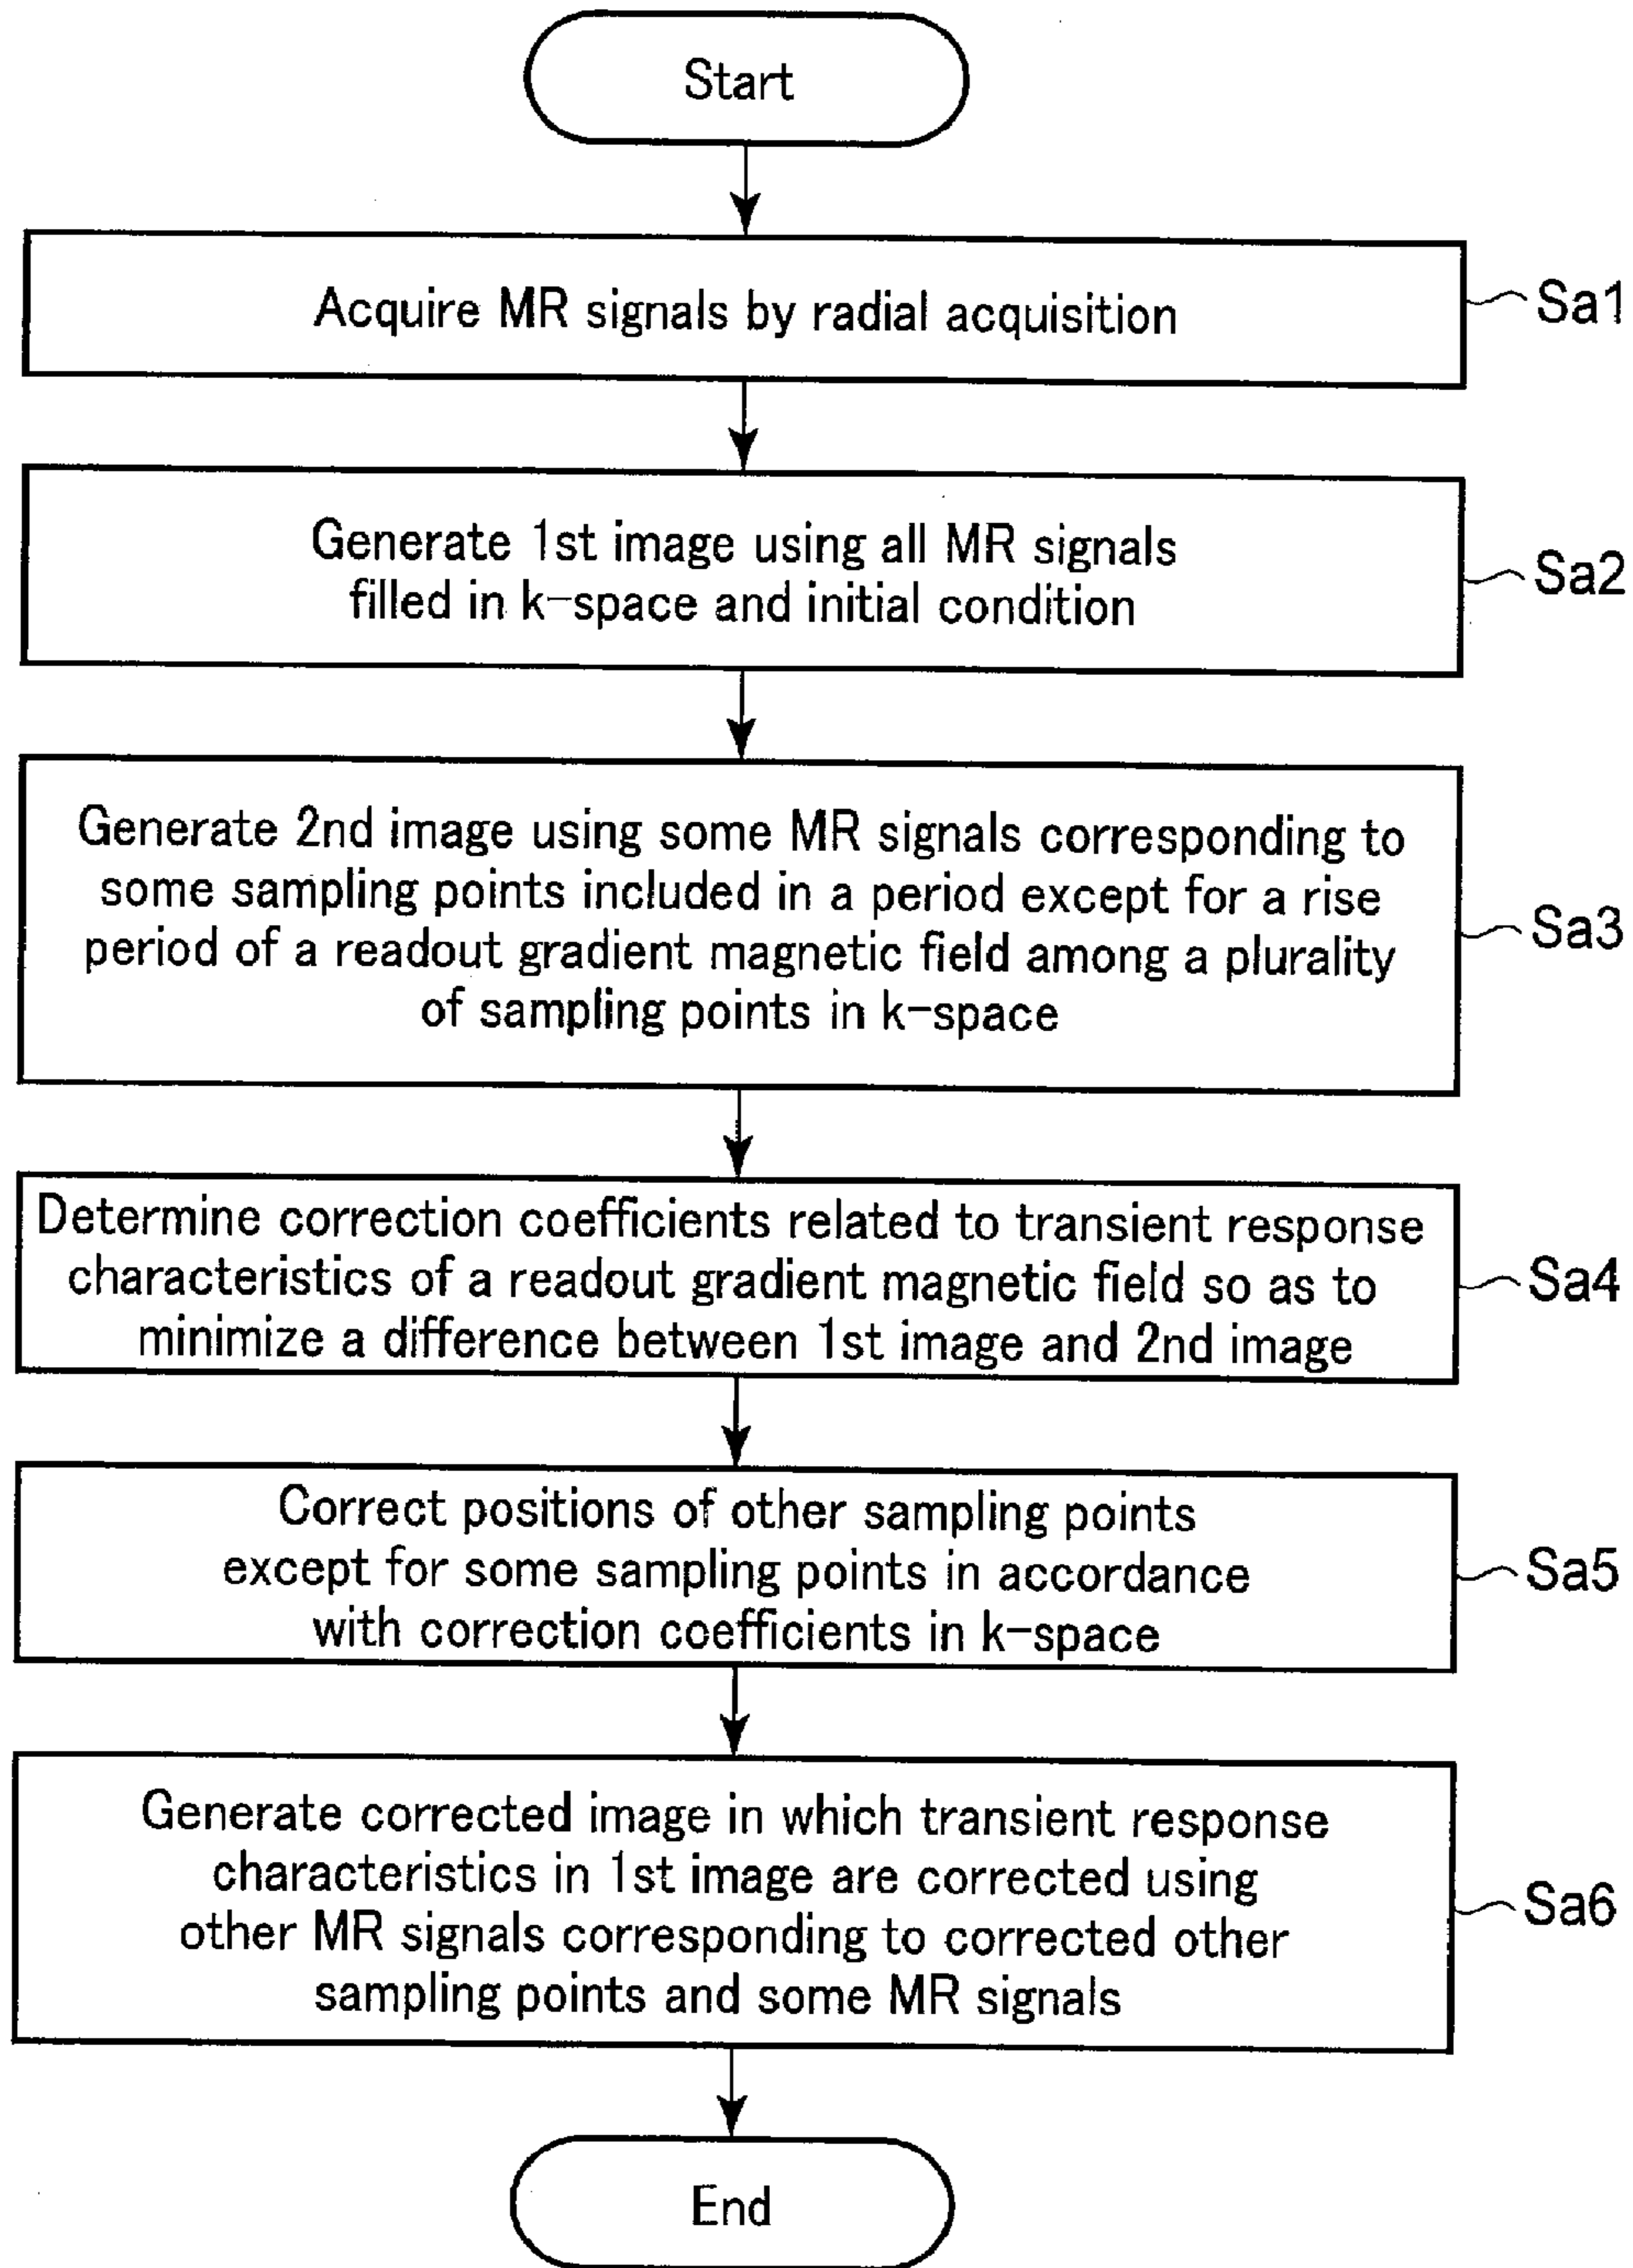 Start
Acquire MR signals by radial acquisition
Sa1
Generate 1st image using all MR signals
filled in k-space and initial condition
Sa2
Generate 2nd image using some MR signals corresponding to
some sampling points included in a period except for a rise
period of a readout gradient magnetic field among a plurality
of sampling points in k-space
Sa3
Determine correction coefficients related to transient response
characteristics of a readout gradient magnetic field so as to
minimize a difference between 1st image and 2nd image
Sa4
Correct positions of other sampling points
except for some sampling points in accordance
with correction coefficients in k-space
Sa5
Generate corrected image in which transient response
characteristics in 1st image are corrected using
other MR signals corresponding to corrected other
sampling points and some MR signals
Sa6
End